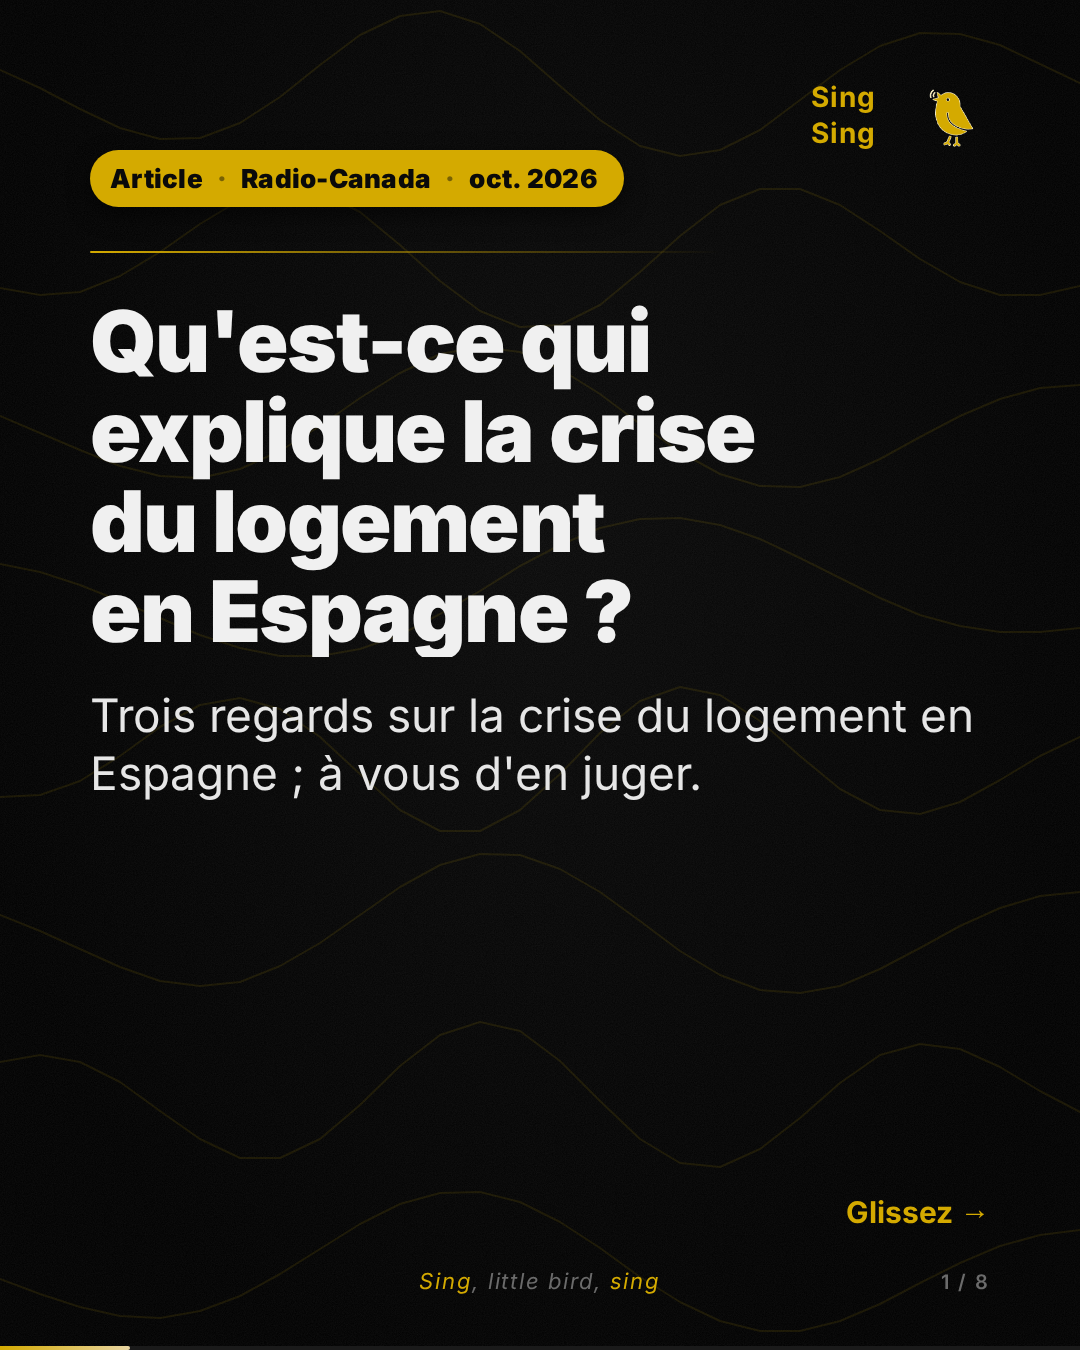 Sing
Sing
Article · Radio-Canada · oct. 2026
Qu'est-ce qui
explique la crise
du logement
en Espagne ?
Trois regards sur la crise du logement en
Espagne ; à vous d'en juger.
Glissez →
Sing, little bird, sing
1 / 8